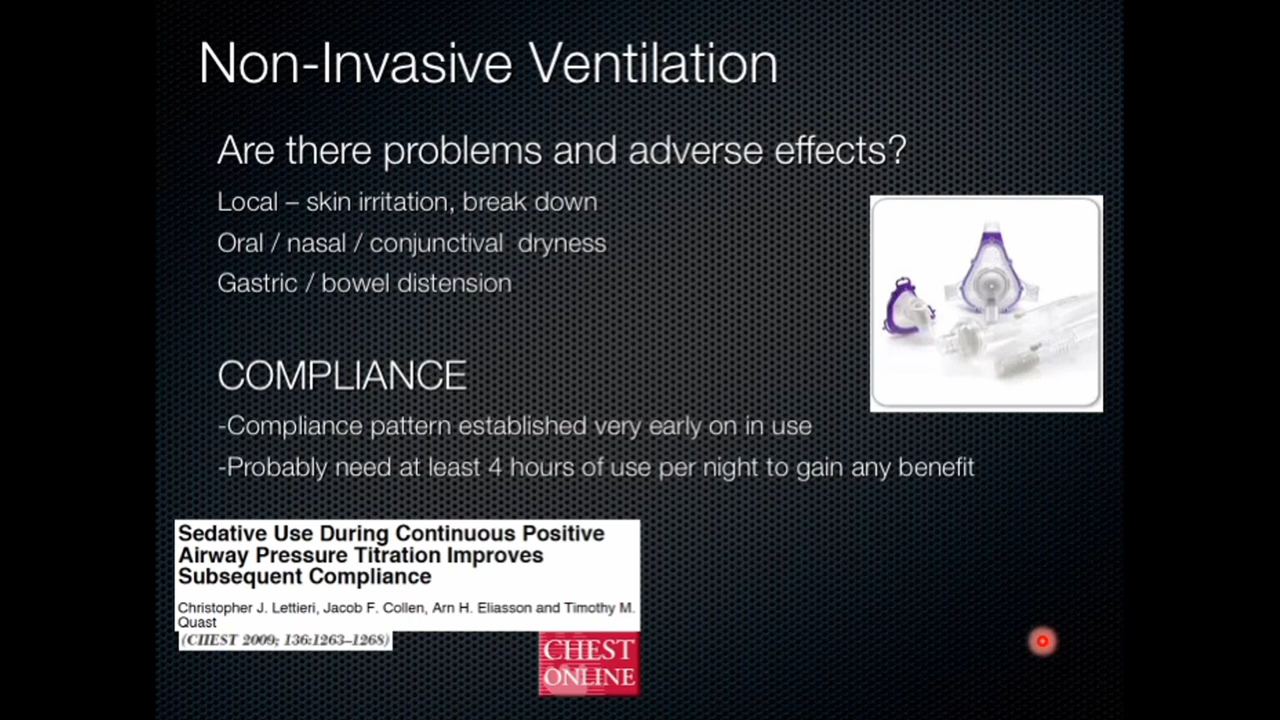 Non-Invasive Ventilation
Are there problems and adverse effects?
Local – skin irritation, break down
Oral / nasal / conjunctival dryness
Gastric / bowel distension
COMPLIANCE
-Compliance pattern established very early on in use
-Probably need at least 4 hours of use per night to gain any benefit
Sedative Use During Continuous Positive
Airway Pressure Titration Improves
Subsequent Compliance
Christopher J. Lettieri, Jacob F. Collen, Arn H. Eliasson and Timothy M.
Quast
(CHEST 2009; 136:1263–1268)
CHEST
ONLINE